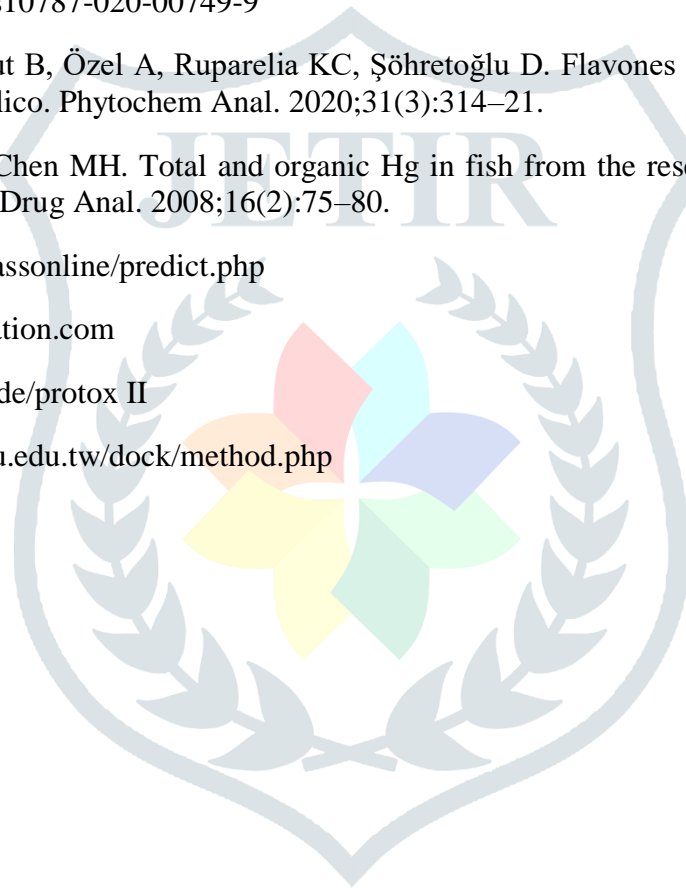 s10787-020-00749-9
ut B, Özel A, Ruparelia KC, Şöhretoğlu D. Flavones
lico. Phytochem Anal. 2020;31(3):314–21.
Chen MH. Total and organic Hg in fish from the rese
Drug Anal. 2008;16(2):75–80.
assonline/predict.php
ation.com
de/protox II
u.edu.tw/dock/method.php
JETIR